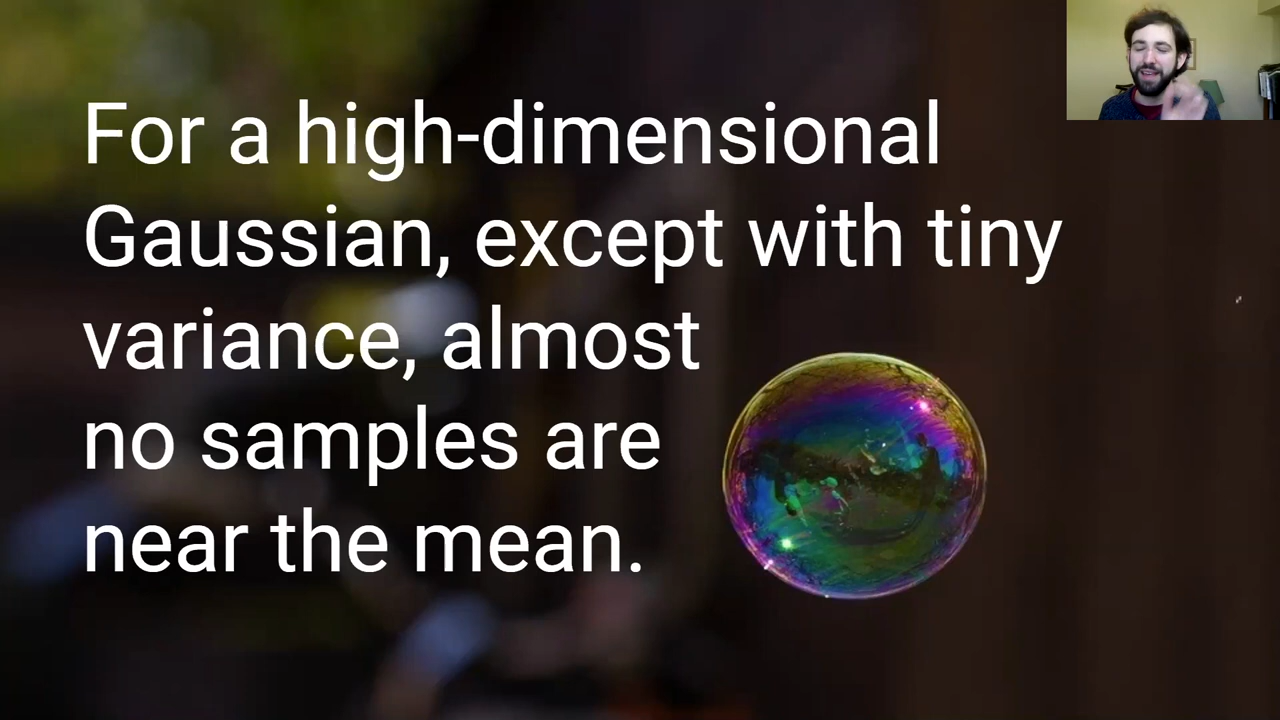 For a high-dimensional
Gaussian, except with tiny
variance, almost
no samples are
near the mean.